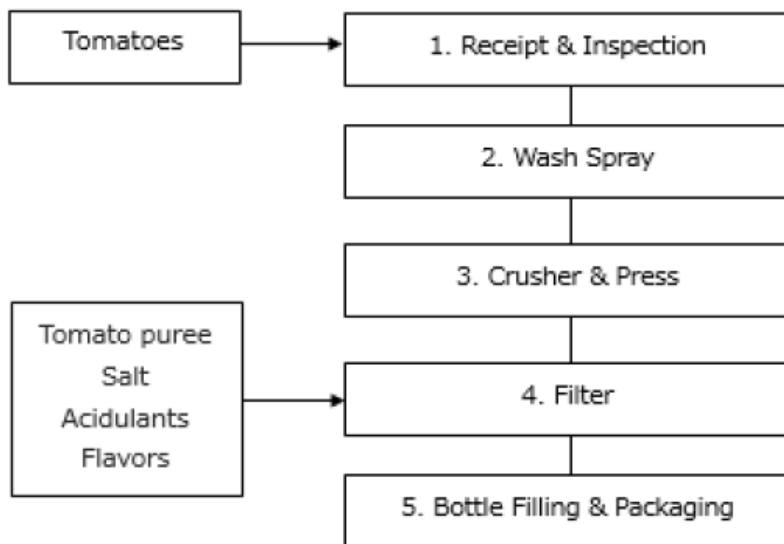 Tomatoes
1. Receipt & Inspection
2. Wash Spray
3. Crusher & Press
Tomato puree
Salt
Acidulants
Flavors
4. Filter
5. Bottle Filling & Packaging